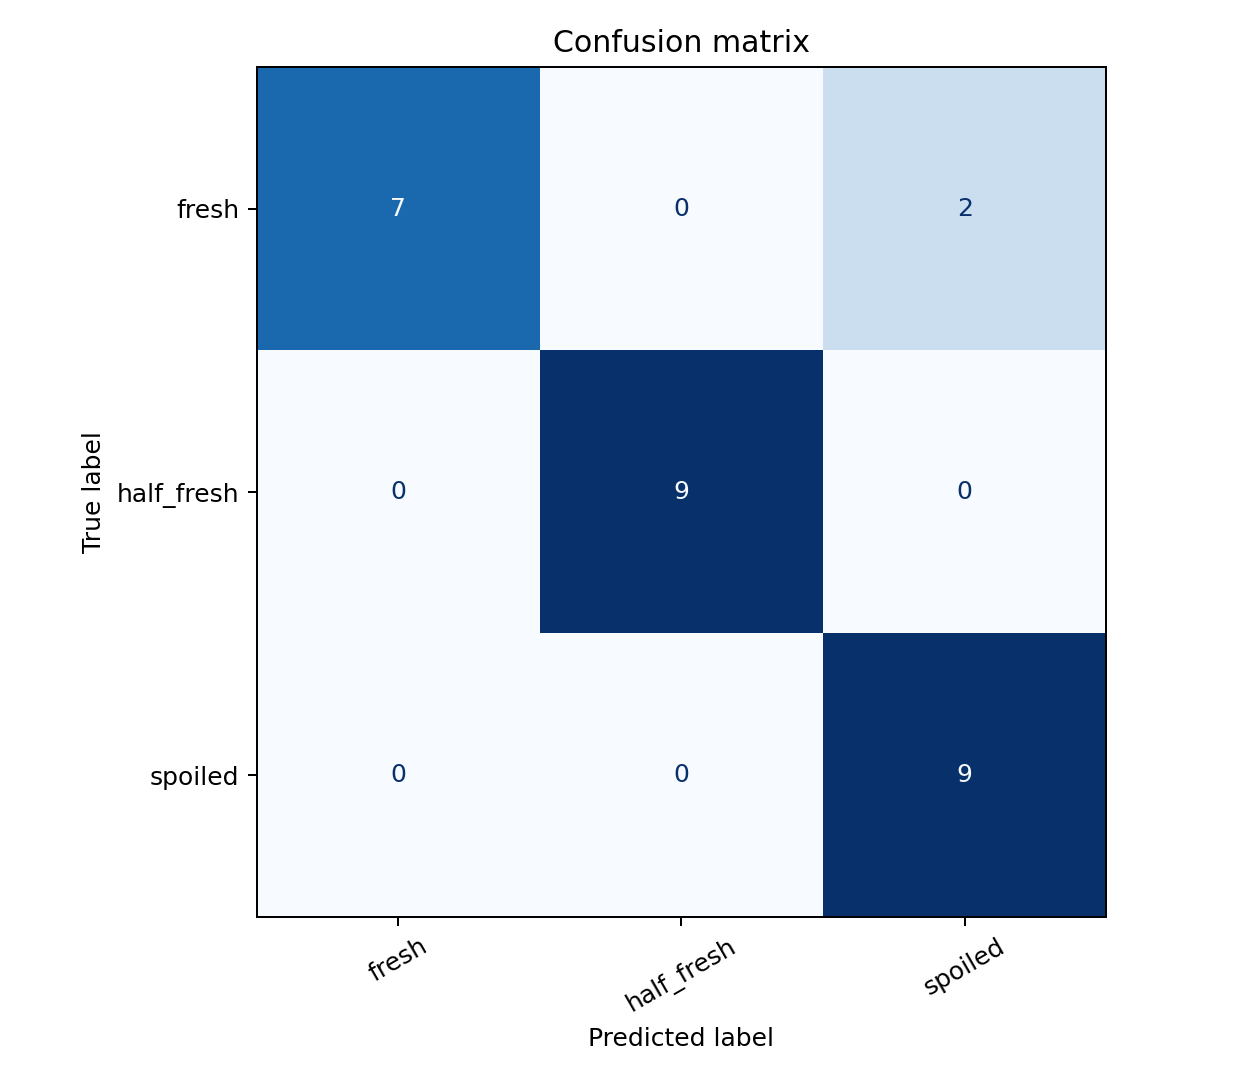 Confusion matrix
fresh
7
0
2
True label
half_fresh
0
9
0
spoiled
0
0
9
fresh
half_fresh
spoiled
Predicted label